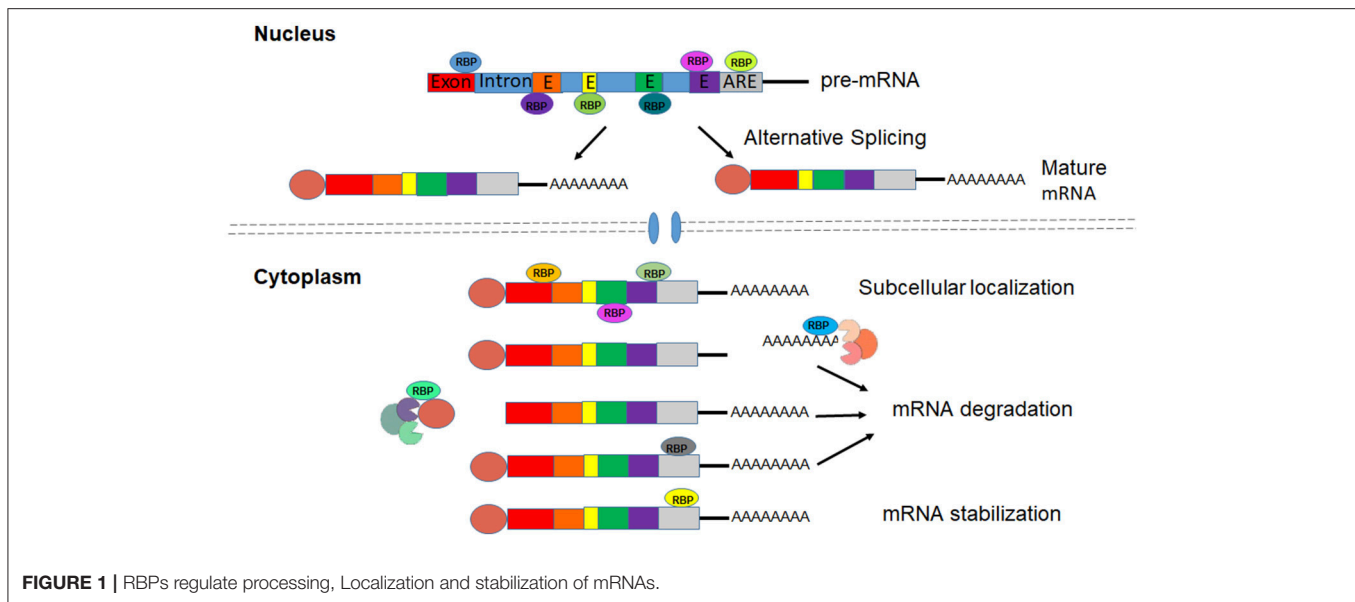 Nucleus
RBP RBP RBP
Exon Intron E E E E ARE pre-mRNA
RBP RBP RBP
Alternative Splicing
AAAAAAAA AAAAAAAA Mature
mRNA
Cytoplasm
RBP RBP
AAAAAAAA Subcellular localization
RBP
RBP
AAAAAAAA
RBP
AAAAAAAA mRNA degradation
RBP
AAAAAAAA
RBP
AAAAAAAA mRNA stabilization
FIGURE 1 | RBPs regulate processing, Localization and stabilization of mRNAs.